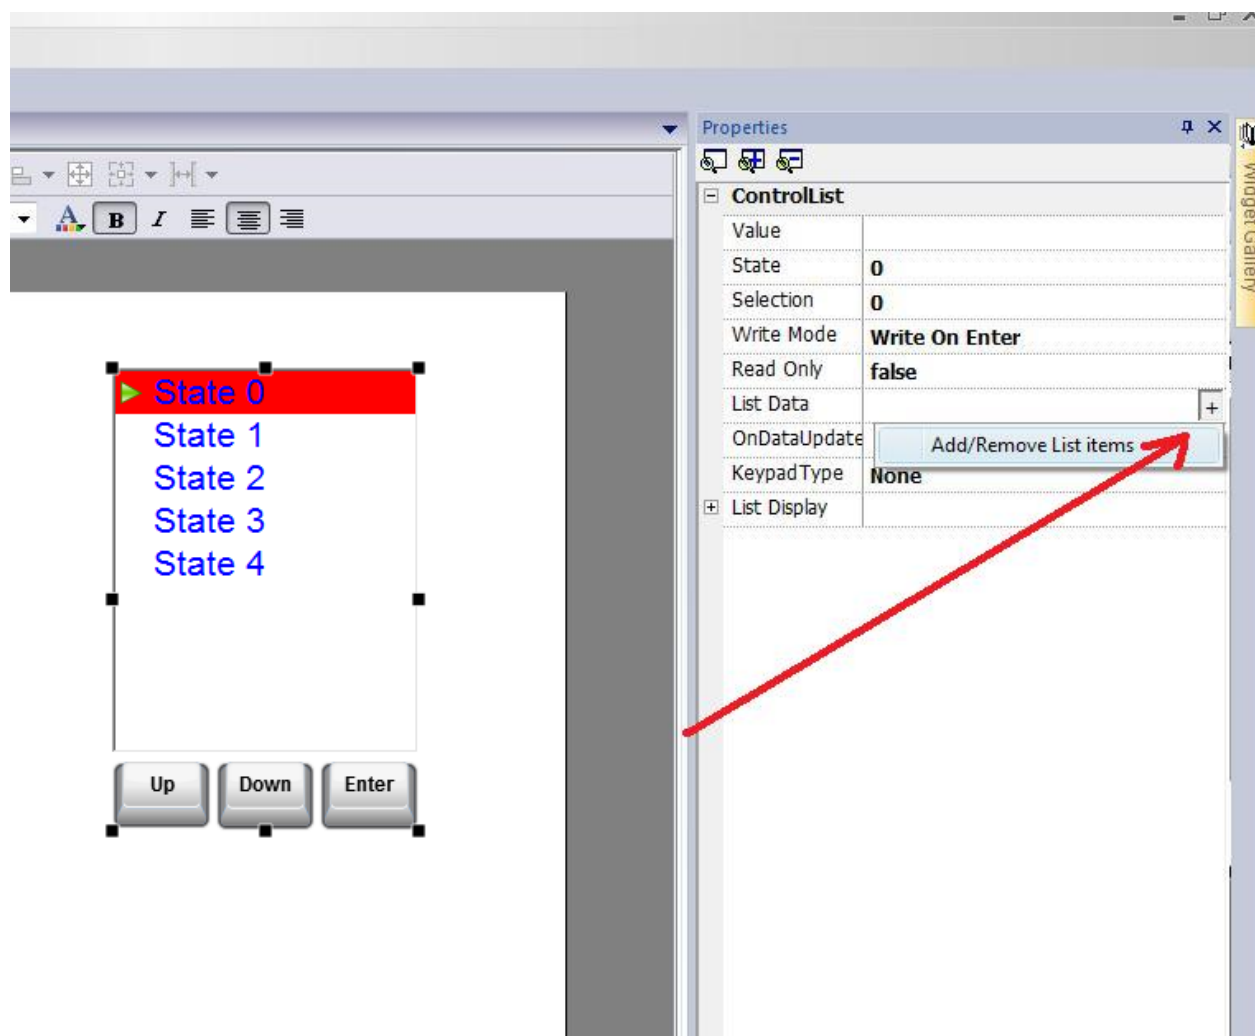 Properties
Widget Gallery
A B I
ControlList
Value
State 0
Selection 0
Write Mode Write On Enter
Read Only false
List Data +
OnDataUpdate
Add/Remove List items
KeypadType None
List Display
State 0
State 1
State 2
State 3
State 4
Up Down Enter